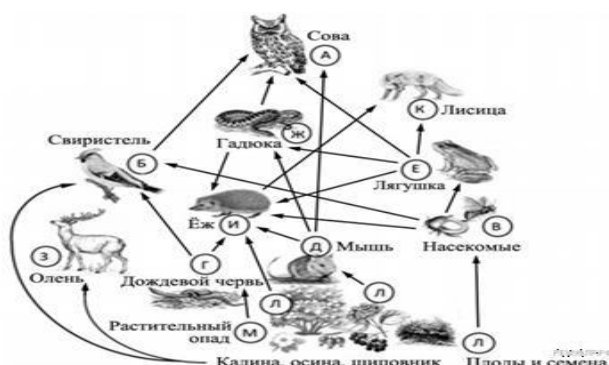 Сова
А
К Лисица
Свиристель
Б
Ж
Гадюка
Е
Лягушка
З
Олень
Ёж И
Д Мышь
В
Насекомые
Г
Дождевой червь
Л
Л
Растительный
опад
М
Л
Калина, осина, шиповник Плоды и семена